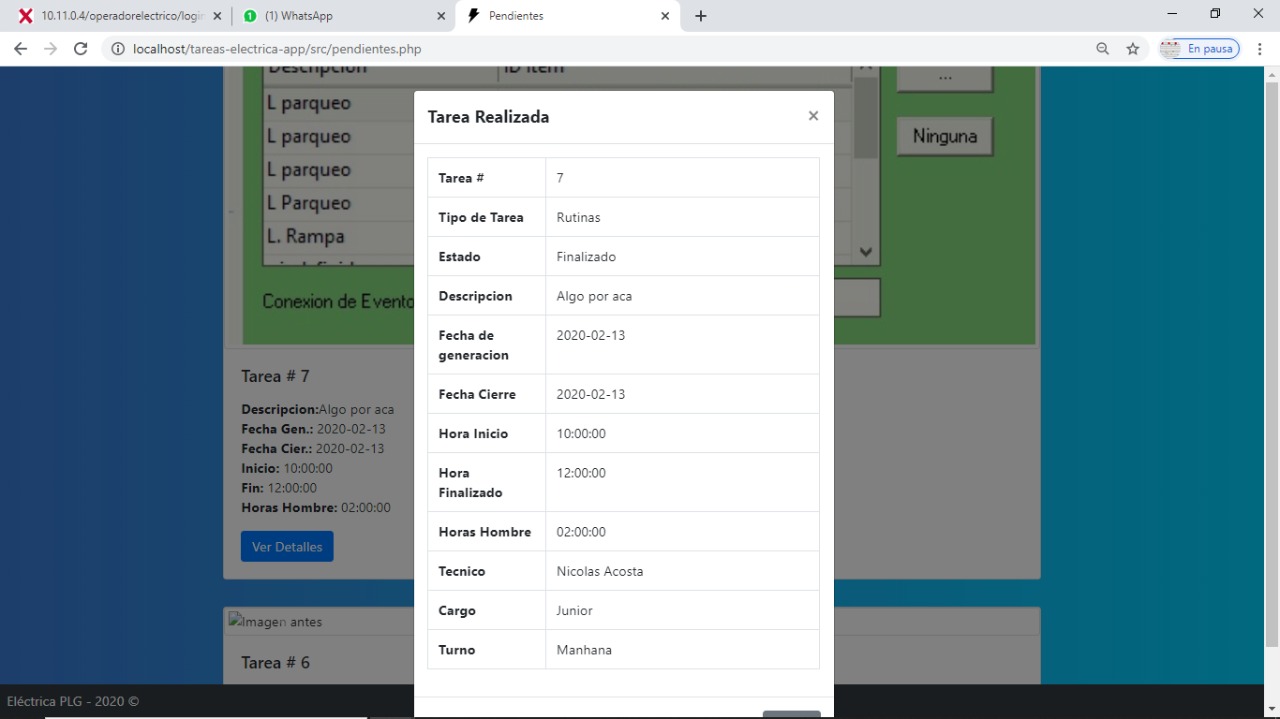 10.11.0.4/operadorelectrico/login
(1) WhatsApp
Pendientes
localhost/tareas-electrica-app/src/pendientes.php
En pausa
Descripcion
ID Item
...
L parqueo
L parqueo
L parqueo
L Parqueo
L. Rampa
Ninguna
Conexion de Evento
Tarea # 7
Descripcion:Algo por aca
Fecha Gen.: 2020-02-13
Fecha Cier.: 2020-02-13
Inicio: 10:00:00
Fin: 12:00:00
Horas Hombre: 02:00:00
Ver Detalles
Imagen antes
Tarea # 6
Tarea Realizada
×
Tarea # 7
Tipo de Tarea Rutinas
Estado Finalizado
Descripcion Algo por aca
Fecha de generacion 2020-02-13
Fecha Cierre 2020-02-13
Hora Inicio 10:00:00
Hora Finalizado 12:00:00
Horas Hombre 02:00:00
Tecnico Nicolas Acosta
Cargo Junior
Turno Manhana
Eléctrica PLG - 2020 ©